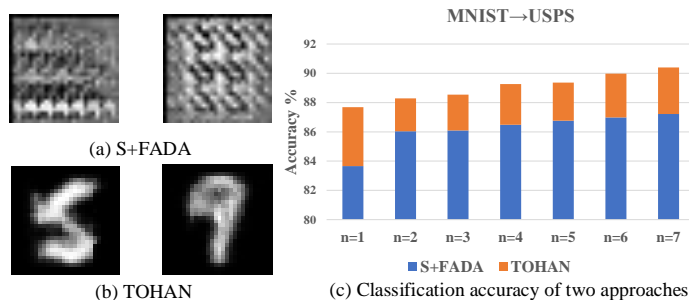 (a) S+FADA
(b) TOHAN
MNIST→USPS
Accuracy %
92
90
88
86
84
82
80
n=1 n=2 n=3 n=4 n=5 n=6 n=7
S+FADA TOHAN
(c) Classification accuracy of two approaches